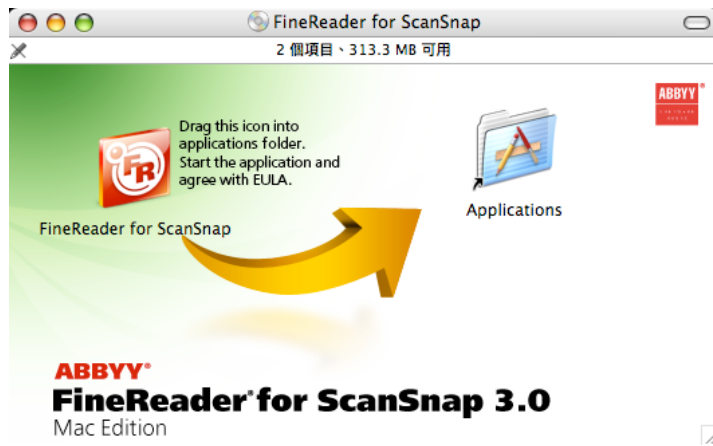 FineReader for ScanSnap
2 個項目、313.3 MB 可用
ABBYY®
Drag this icon into
applications folder.
Start the application and
agree with EULA.
FR
FineReader for ScanSnap
Applications
ABBYY®
FineReader® for ScanSnap 3.0
Mac Edition